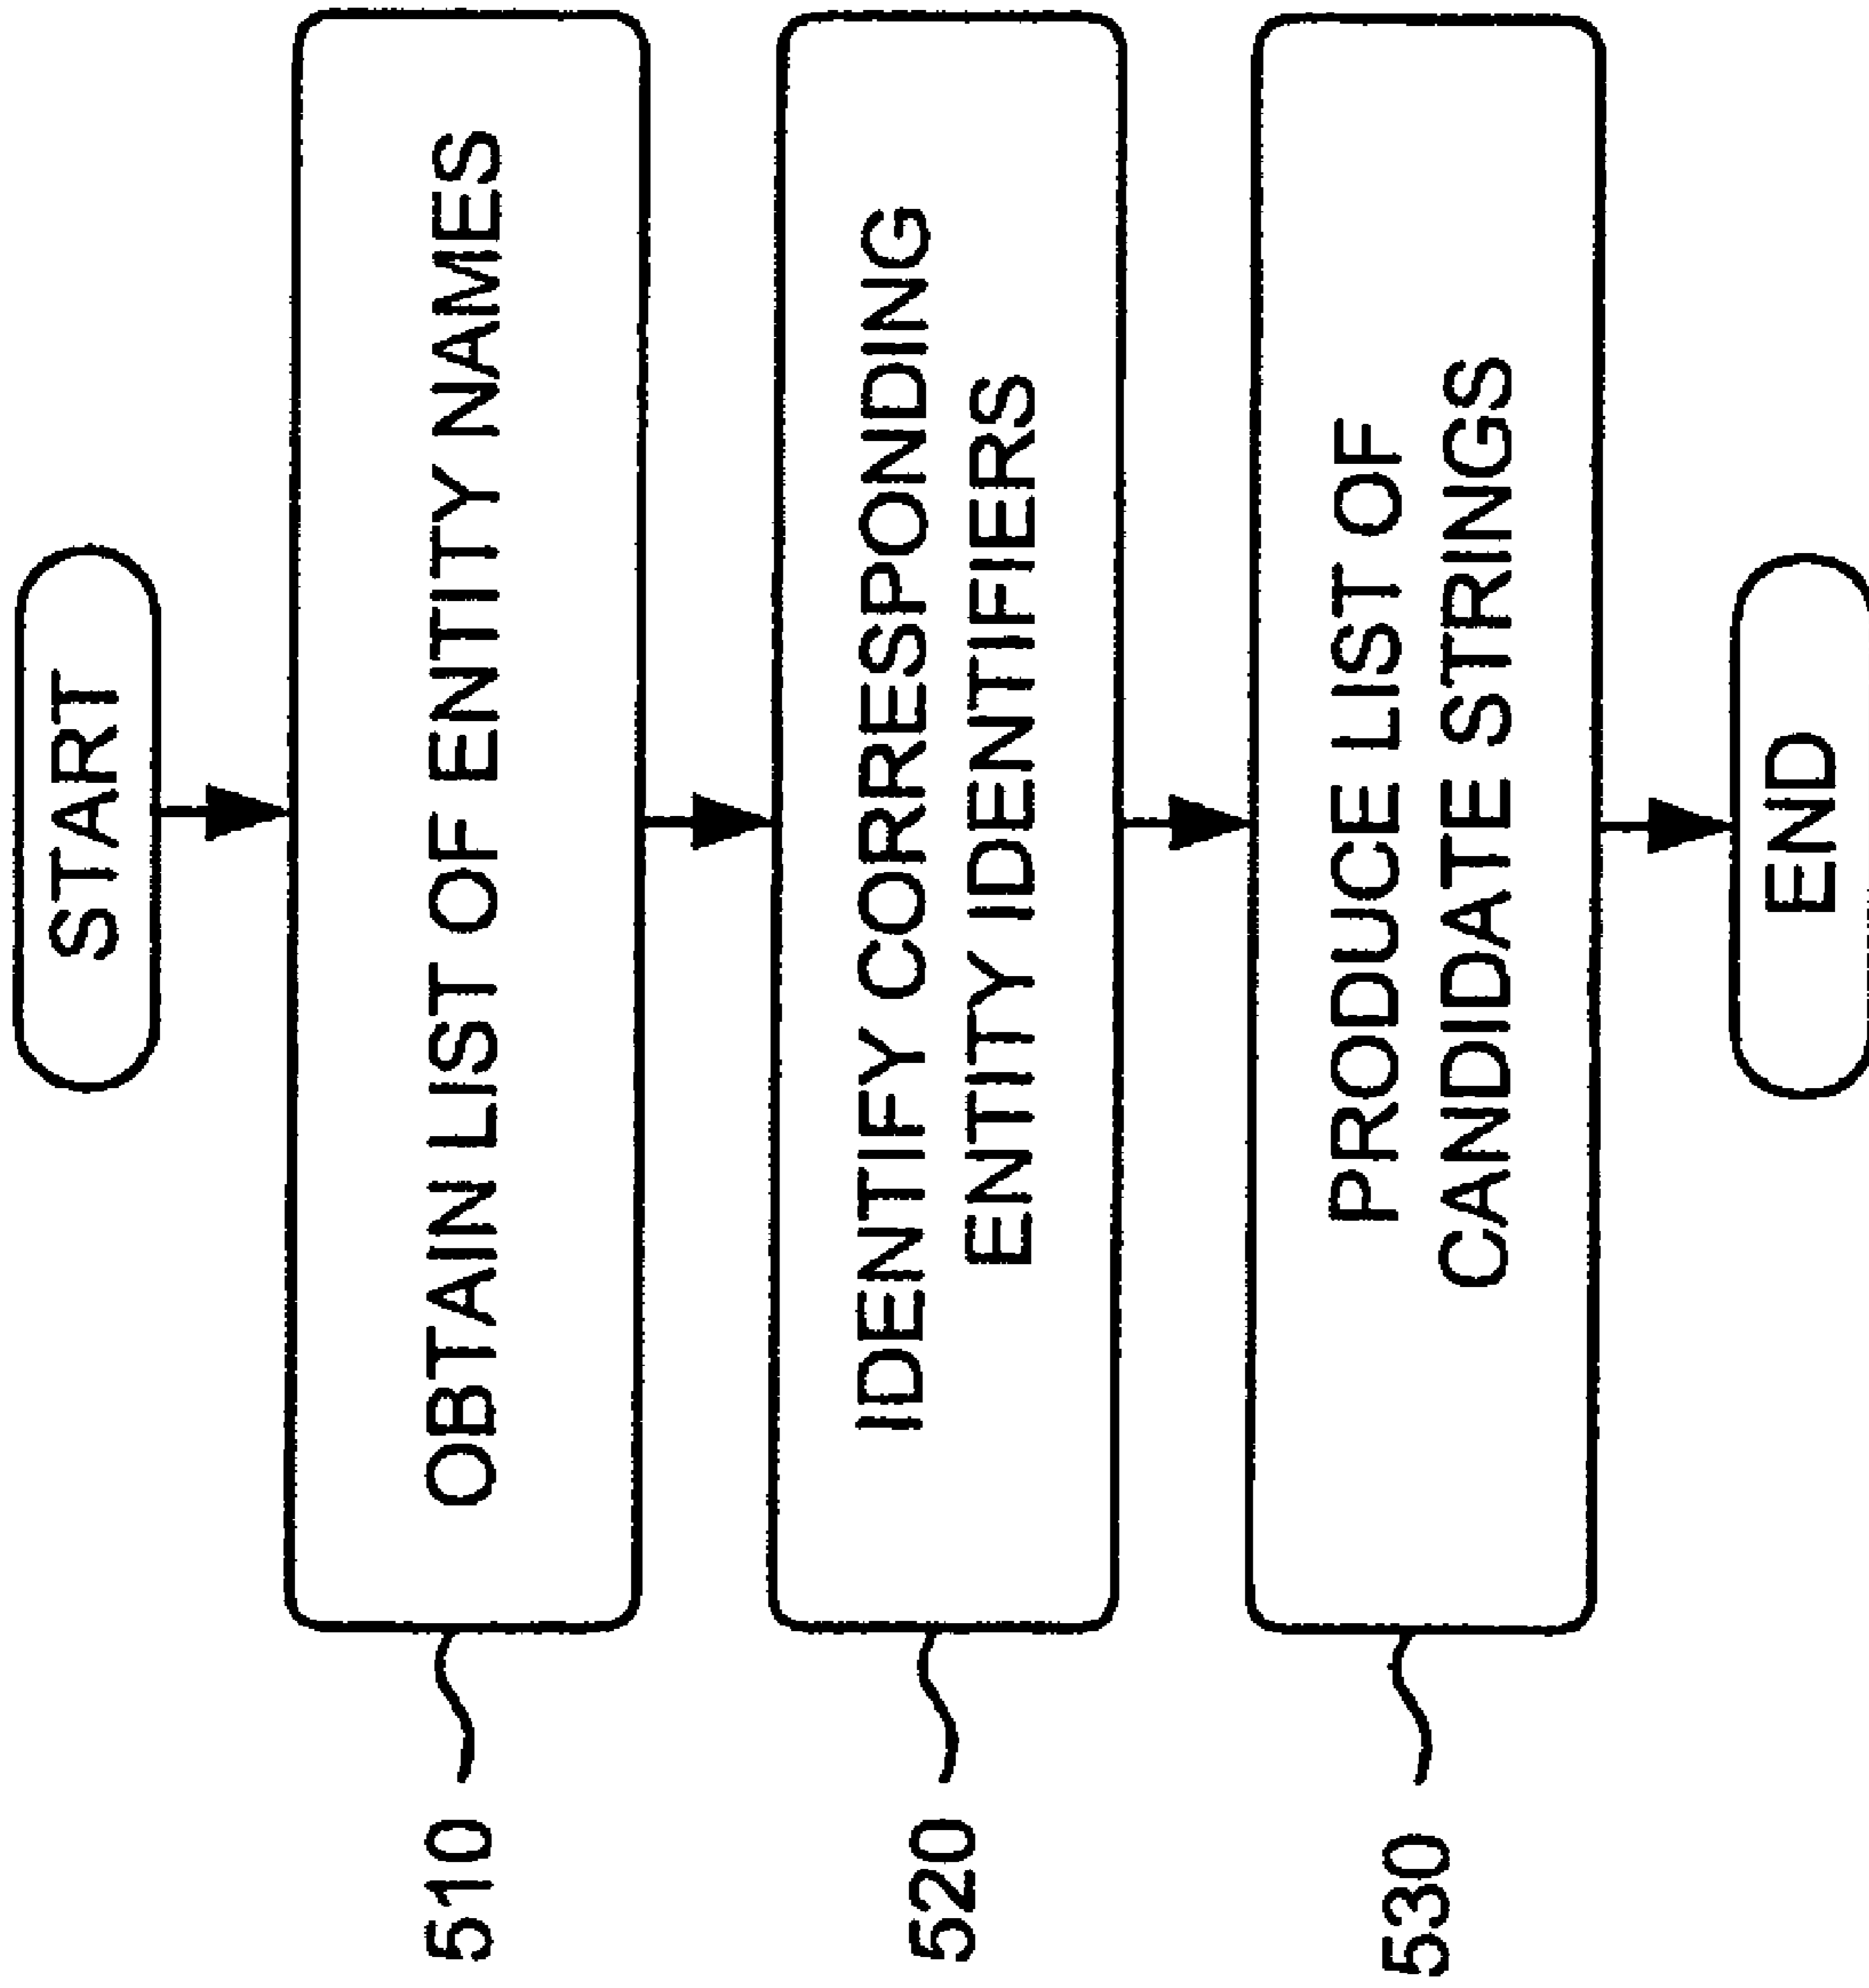 START
510
OBTAIN LIST OF ENTITY NAMES
520
IDENTIFY CORRESPONDING
ENTITY IDENTIFIERS
530
PRODUCE LIST OF
CANDIDATE STRINGS
END